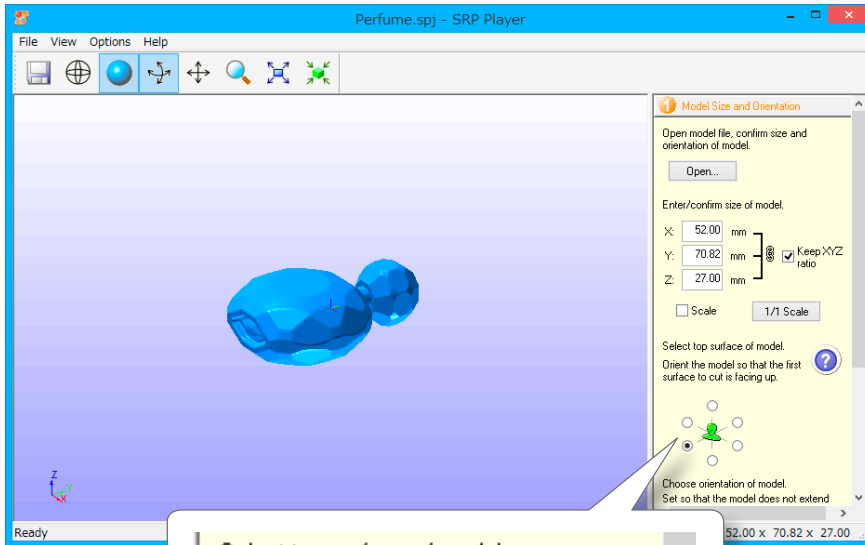 Perfume.spj - SRP Player
File View Options Help
1 Model Size and Orientation
Open model file, confirm size and
orientation of model.
Open...
Enter/confirm size of model.
X: 52.00 mm
Y: 70.82 mm
Keep XYZ
ratio
Z: 27.00 mm
Scale
1/1 Scale
Select top surface of model.
Orient the model so that the first
surface to cut is facing up.
?
Choose orientation of model.
Set so that the model does not extend
Z
Y
X
Ready
52.00 x 70.82 x 27.00